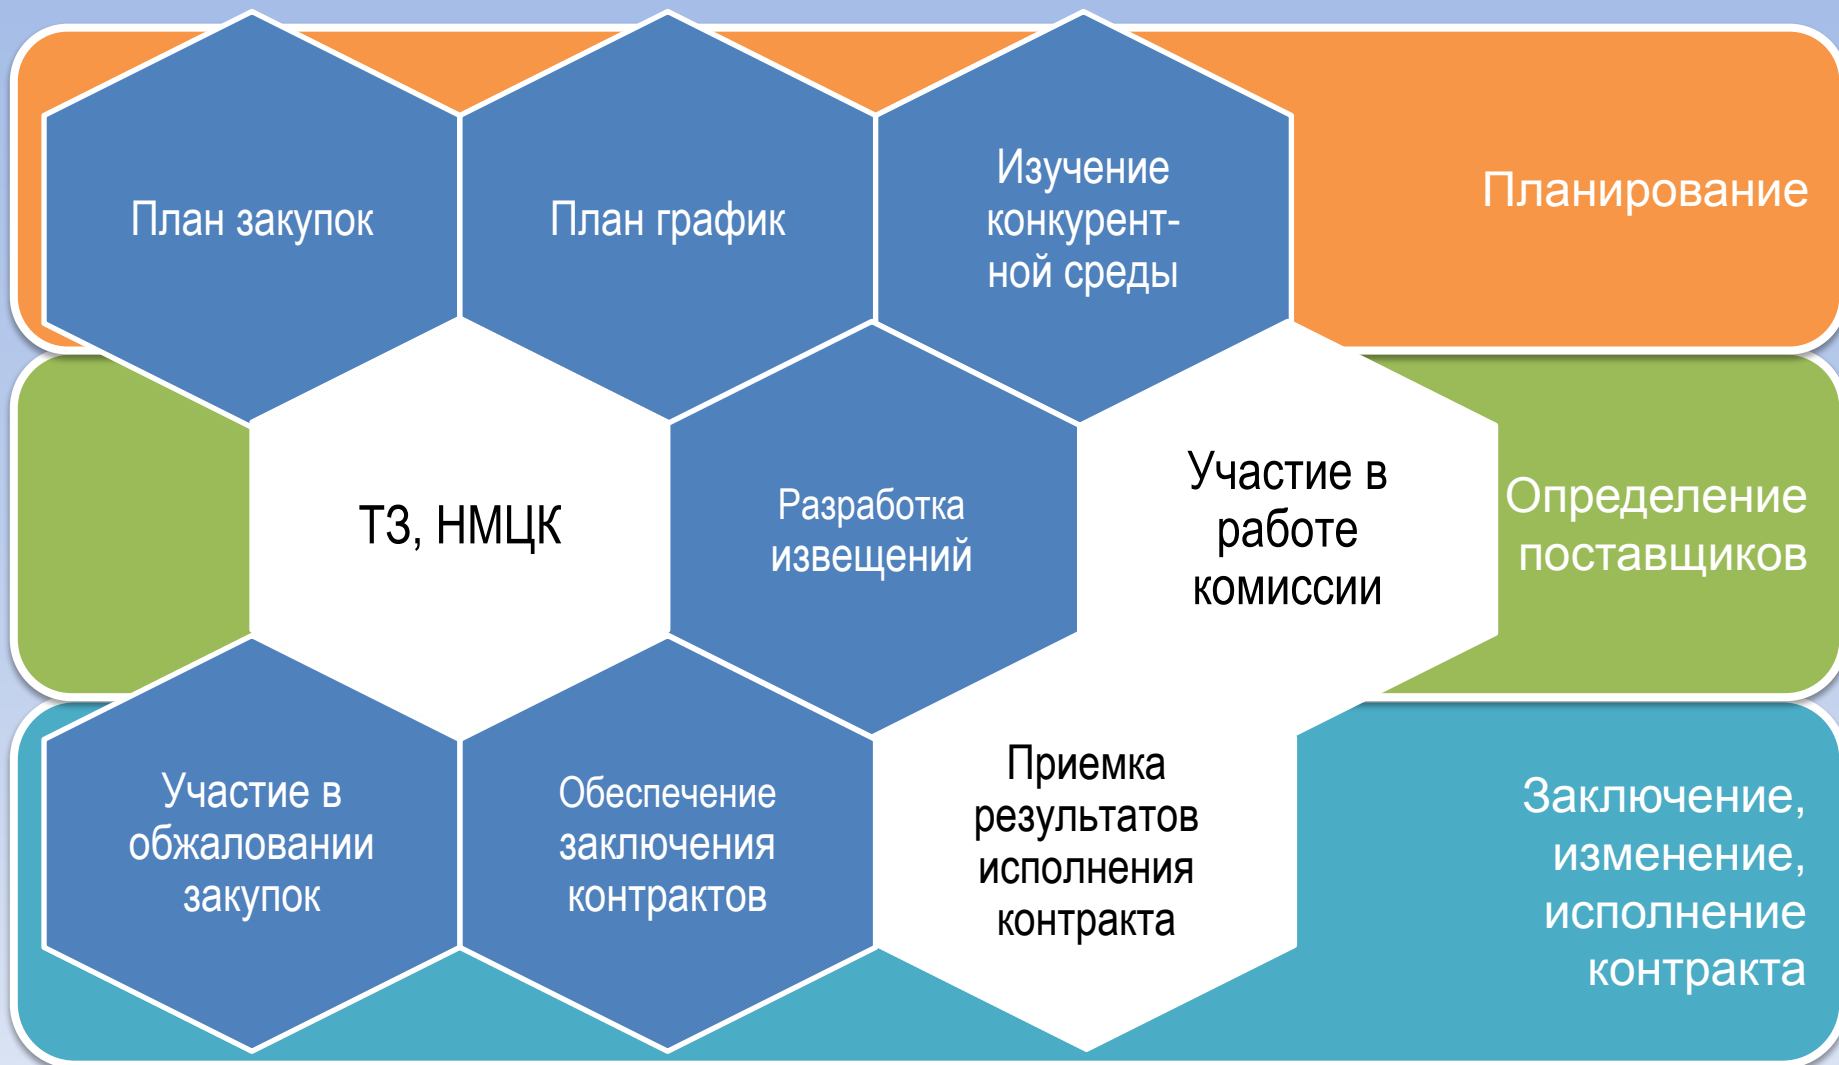 План закупок
План график
Изучение
конкурент-
ной среды
Планирование
ТЗ, НМЦК
Разработка
извещений
Участие в
работе
комиссии
Определение
поставщиков
Участие в
обжаловании
закупок
Обеспечение
заключения
контрактов
Приемка
результатов
исполнения
контракта
Заключение,
изменение,
исполнение
контракта